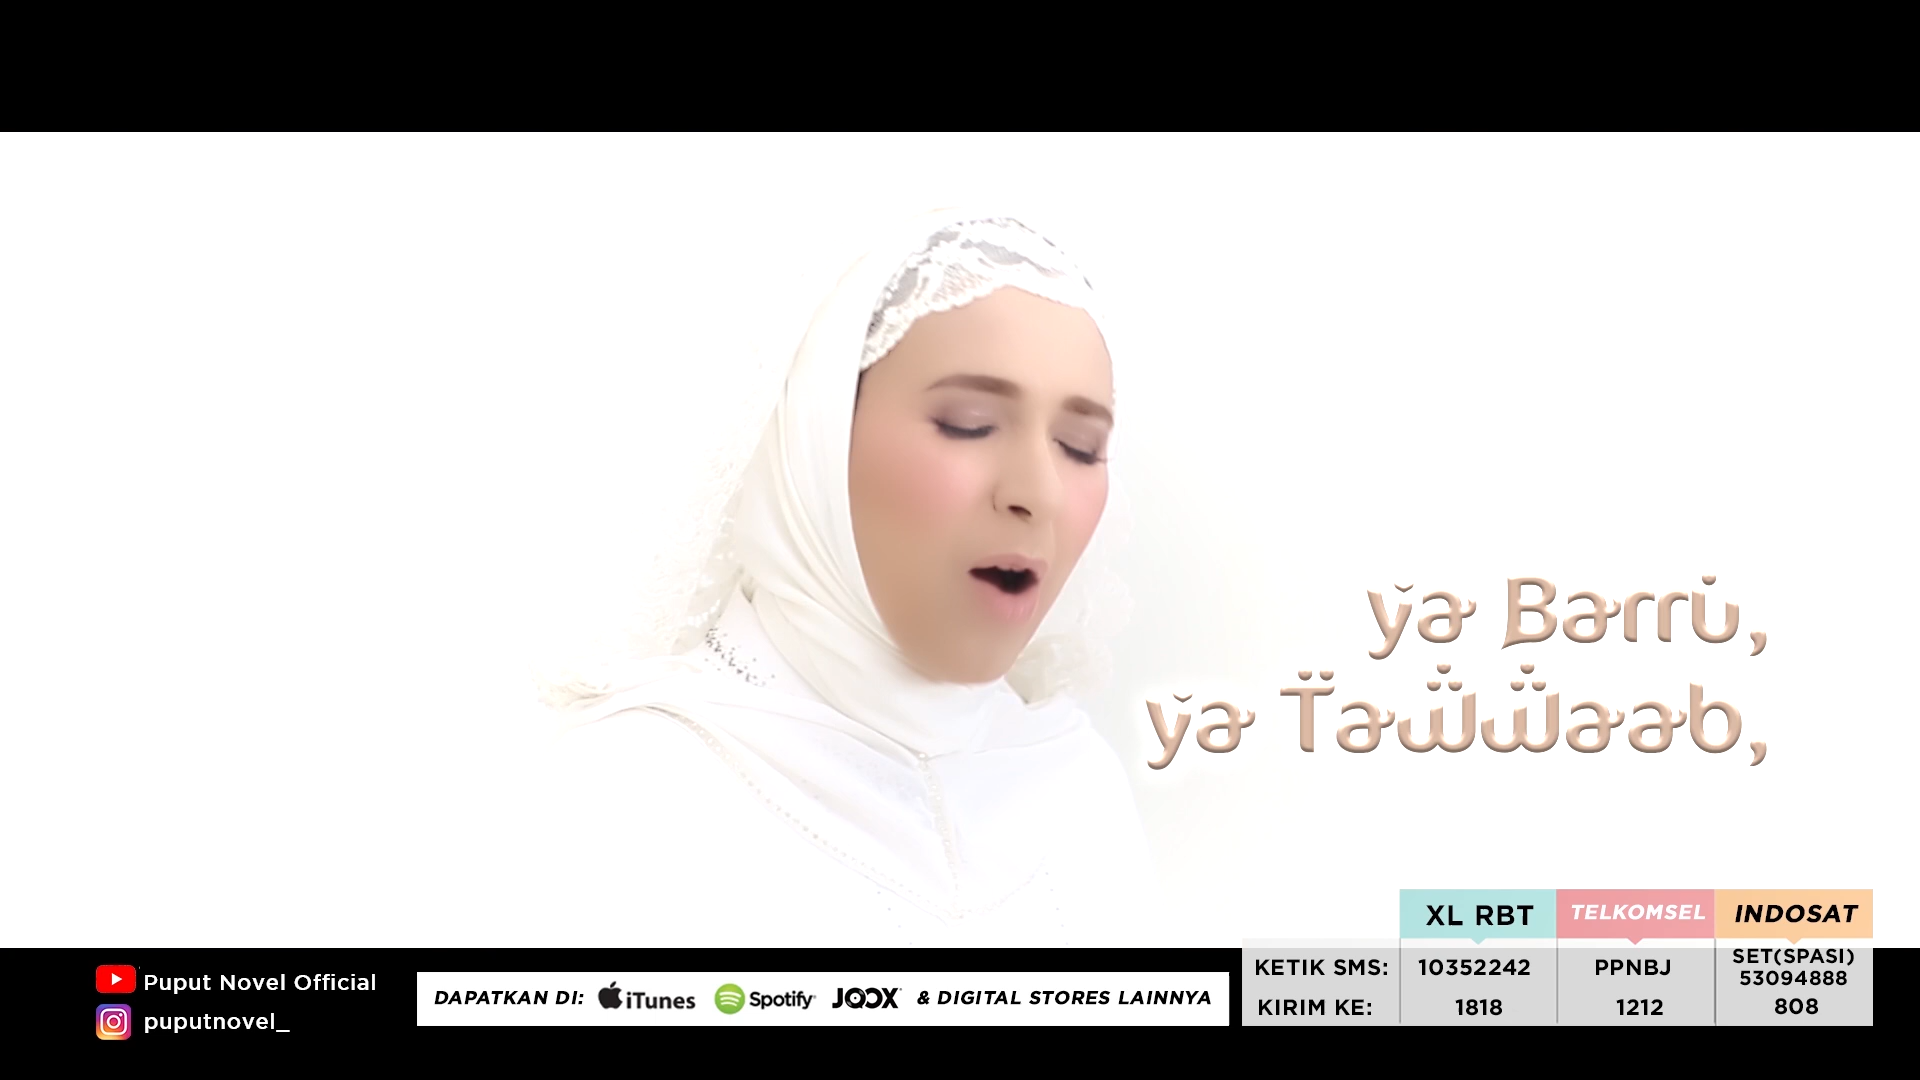 ya Barru,
ya Tawwaab,
XL RBT TELKOMSEL INDOSAT
KETIK SMS: 10352242 PPNBJ SET(SPASI) 53094888
KIRIM KE: 1818 1212 808
Puput Novel Official
puputnovel_
DAPATKAN DI: iTunes Spotify JOOX & DIGITAL STORES LAINNYA